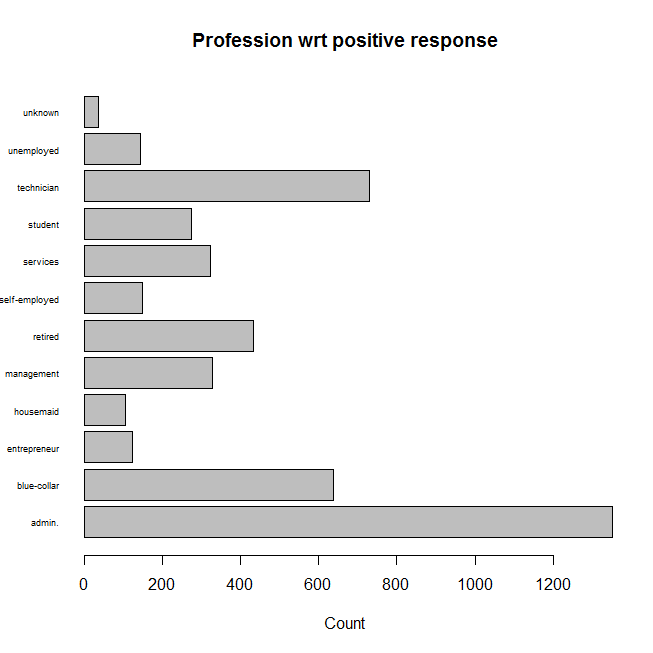 Profession wrt positive response
unknown
unemployed
technician
student
services
self-employed
retired
management
housemaid
entrepreneur
blue-collar
admin.
0 200 400 600 800 1000 1200
Count